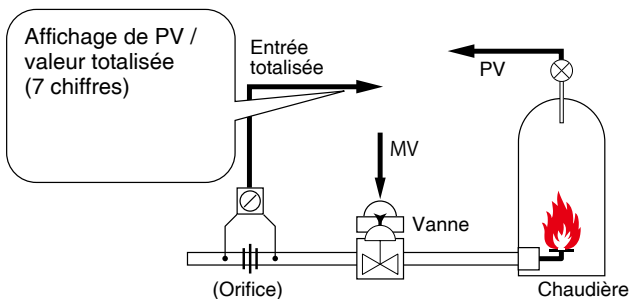 Affichage de PV /
valeur totalisée
(7 chiffres)
Entrée
totalisée
PV
MV
Vanne
(Orifice)
Chaudière